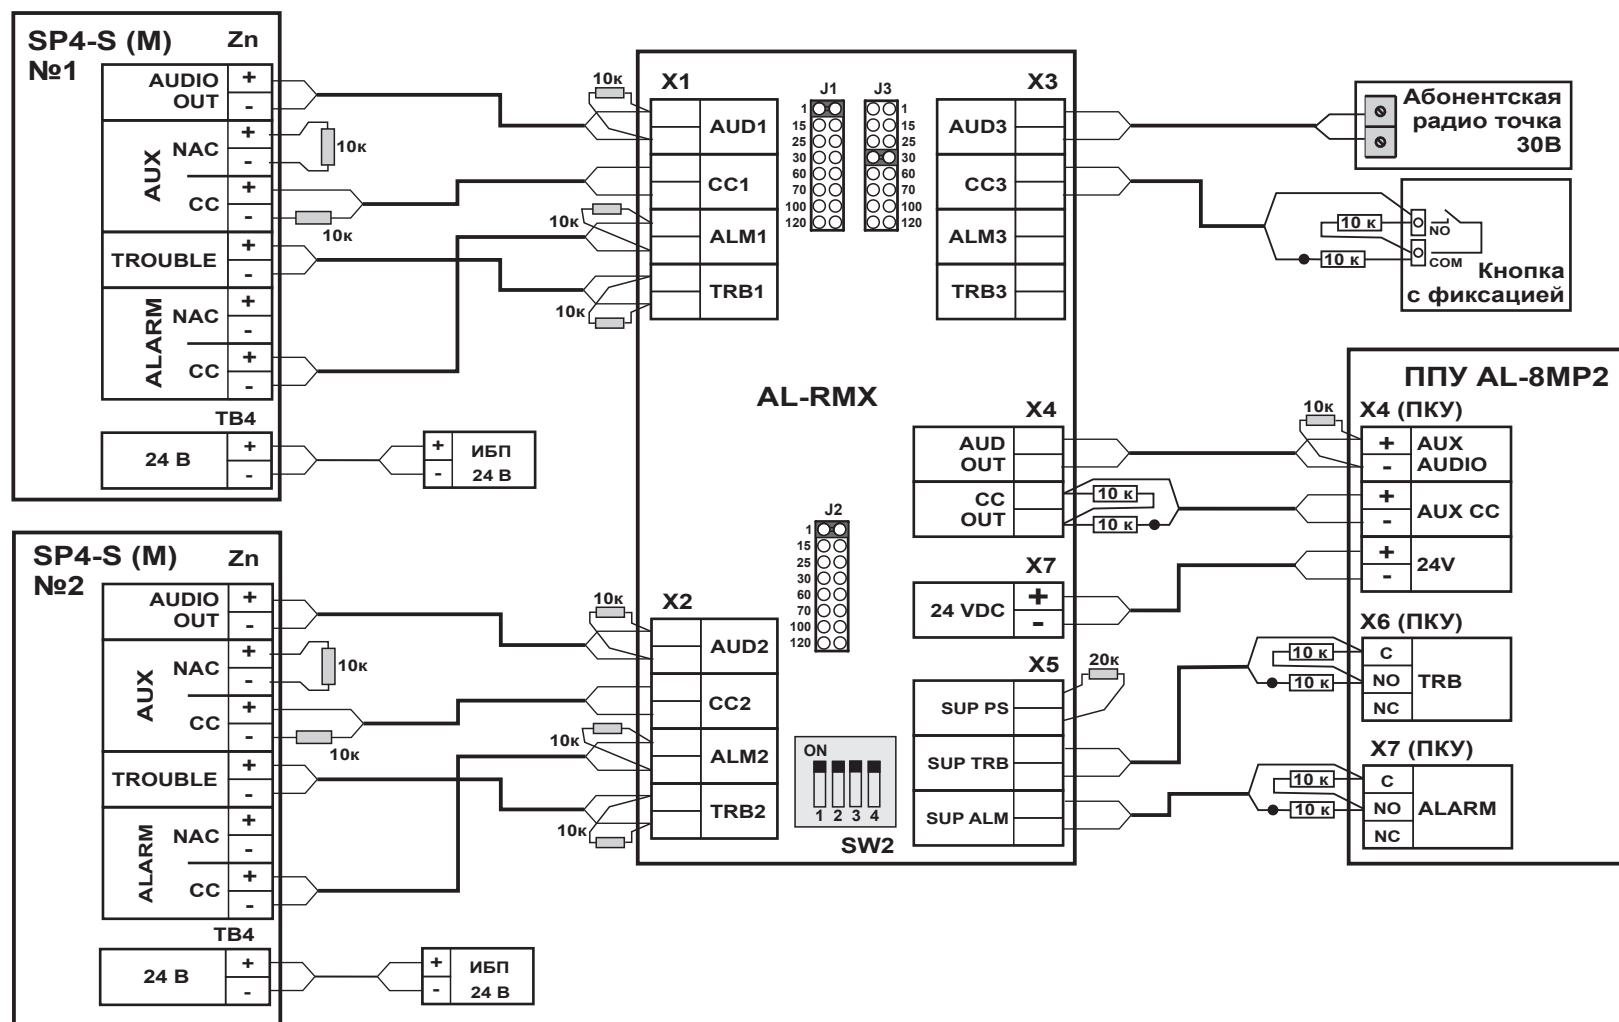 SP4-S (M)
№1
Zn
AUDIO
OUT
+
-
AUX
NAC
+
-
CC
+
-
10к
10к
TROUBLE
+
-
ALARM
NAC
+
-
CC
+
-
TB4
24 В
+
-
+
-
ИБП
24 В
SP4-S (M)
№2
Zn
AUDIO
OUT
+
-
AUX
NAC
+
-
CC
+
-
10к
10к
TROUBLE
+
-
ALARM
NAC
+
-
CC
+
-
TB4
24 В
+
-
+
-
ИБП
24 В
AL-RMX
10к
10к
10к
X1
AUD1
CC1
ALM1
TRB1
J1
1
15
25
30
60
70
100
120
J3
1
15
25
30
60
70
100
120
X3
AUD3
CC3
ALM3
TRB3
10к
10к
10к
X2
AUD2
CC2
ALM2
TRB2
J2
1
15
25
30
60
70
100
120
ON
1 2 3 4
SW2
X4
AUD
OUT
CC
OUT
10 к
10 к
X7
24 VDC
+
-
X5
SUP PS
SUP TRB
SUP ALM
20к
Абонентская
радио точка
30В
10 к
10 к
NO
COM
Кнопка
с фиксацией
ППУ AL-8MP2
X4 (ПКУ)
10к
+
-
AUX
AUDIO
+
-
AUX CC
+
-
24V
X6 (ПКУ)
10 к
10 к
C
NO
NC
TRB
X7 (ПКУ)
10 к
10 к
C
NO
NC
ALARM